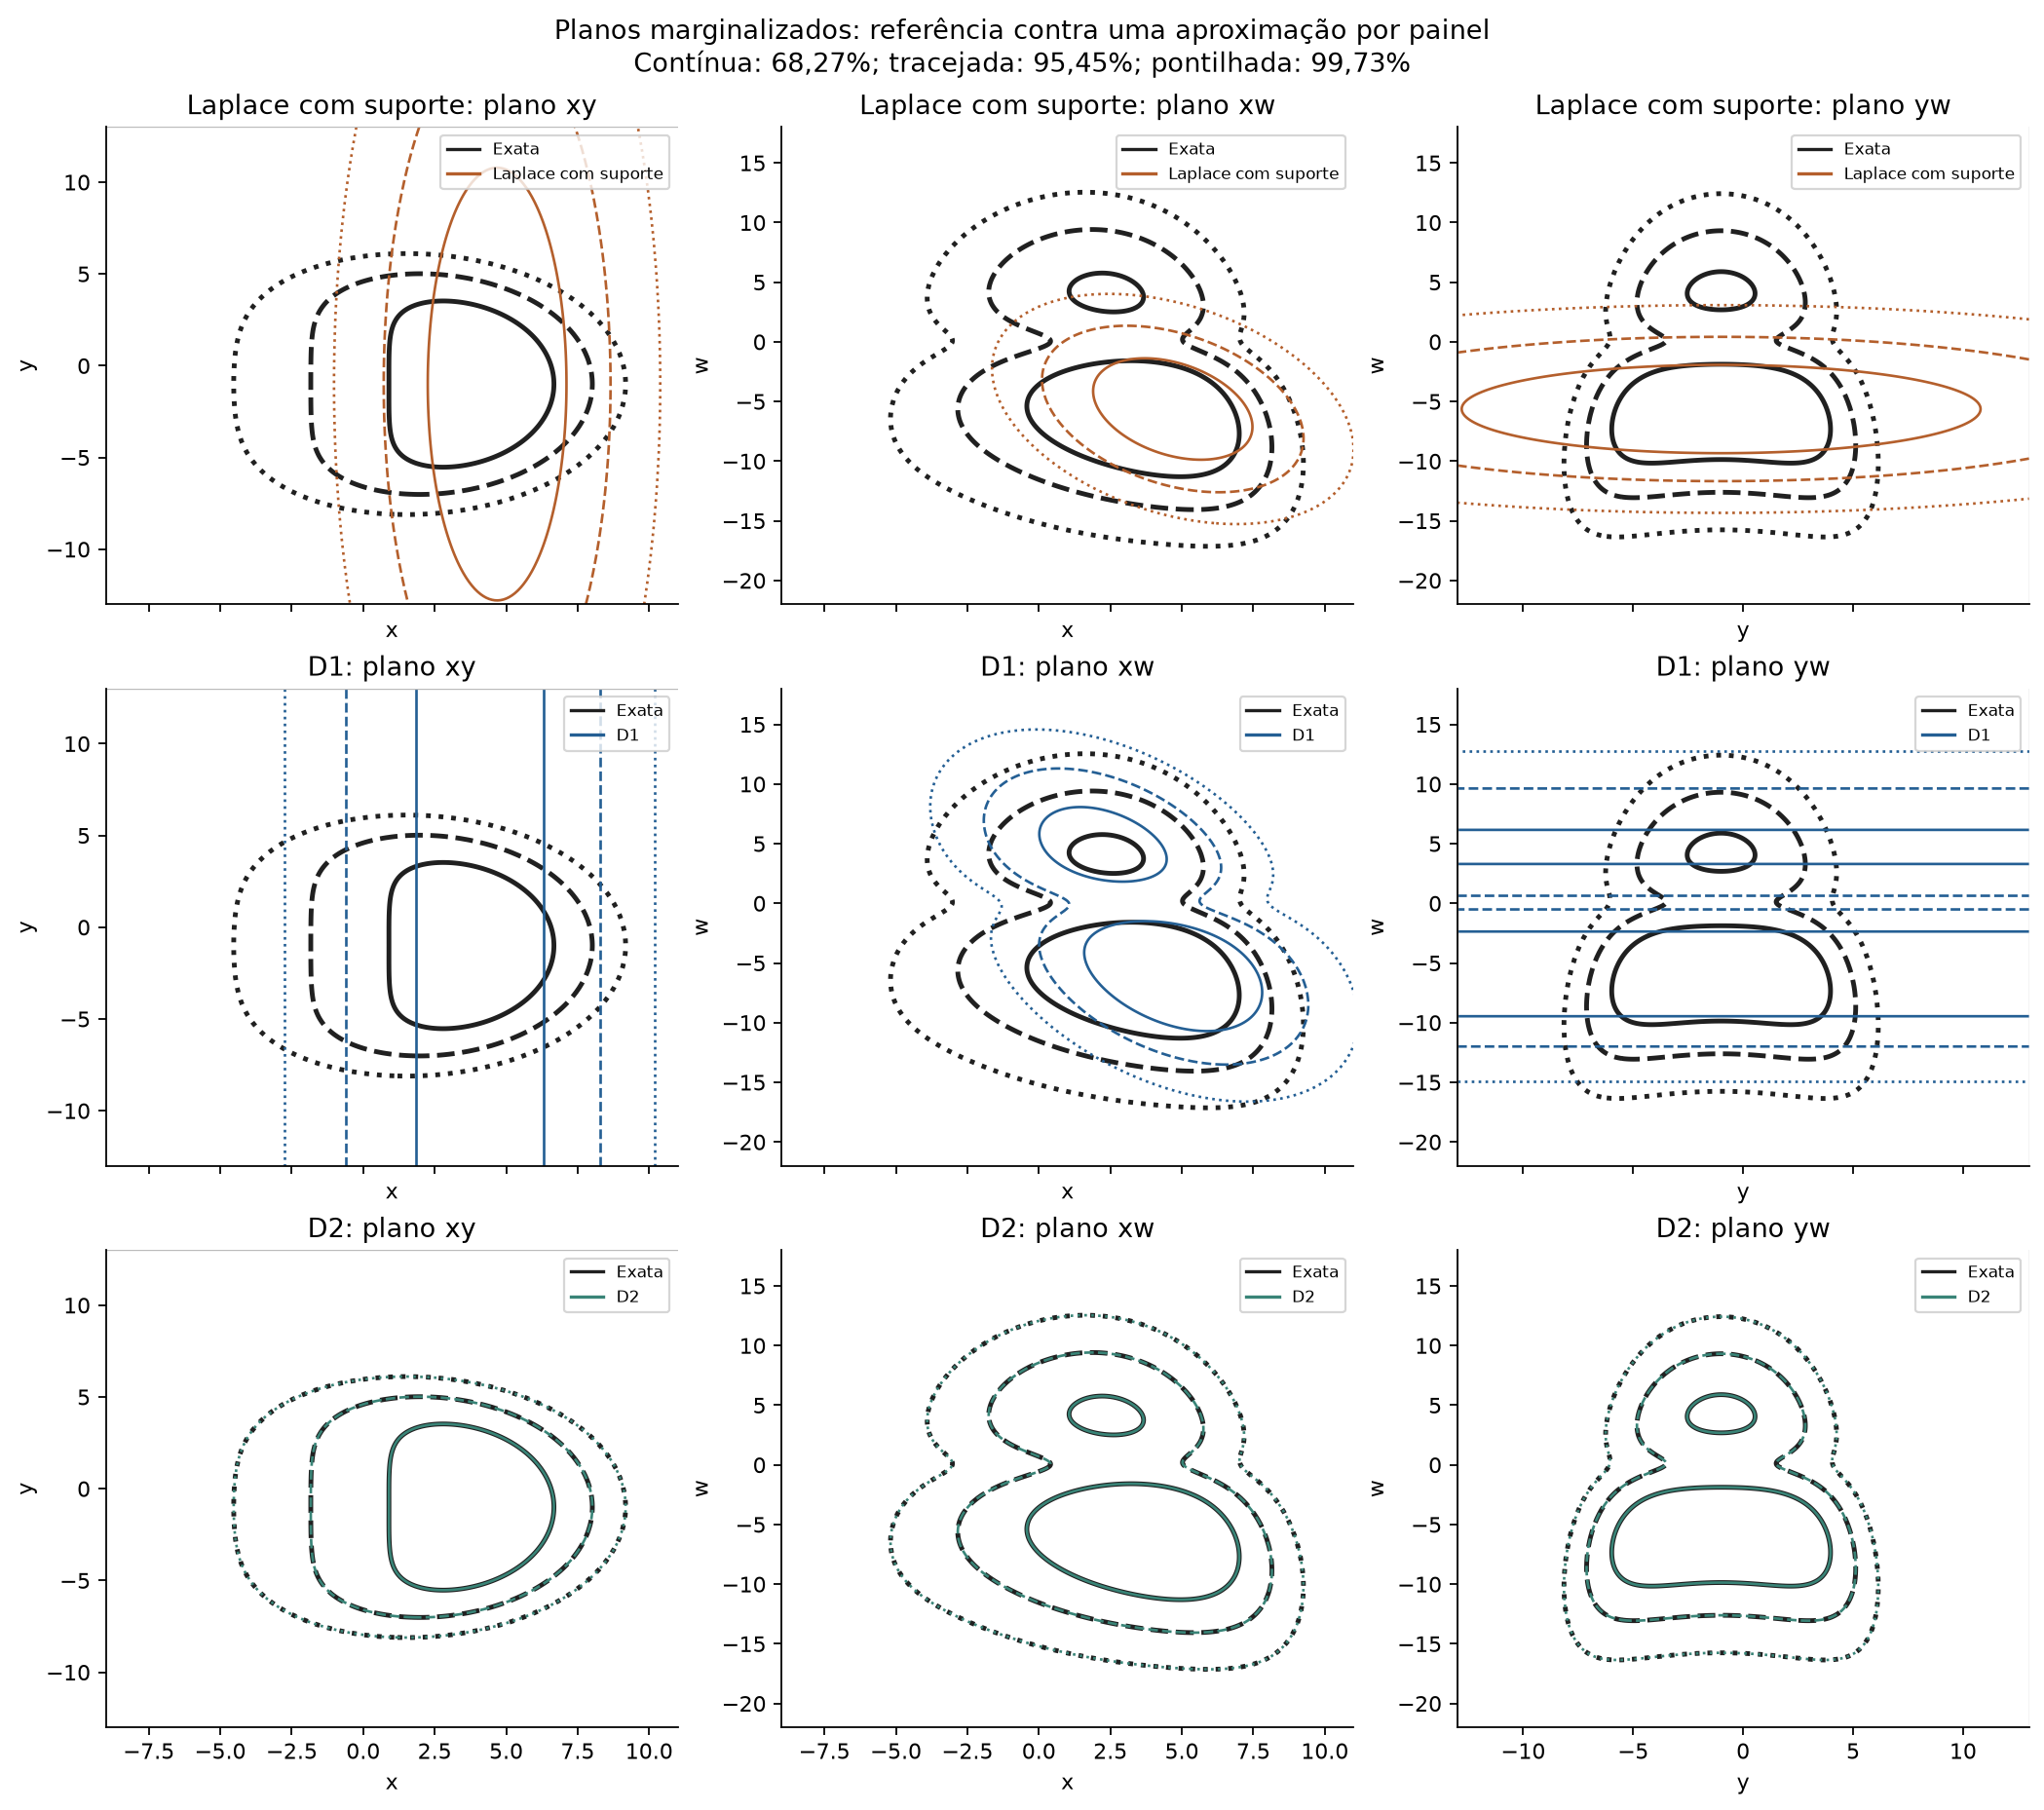 Planos marginalizados: referência contra uma aproximação por painel
Contínua: 68,27%; tracejada: 95,45%; pontilhada: 99,73%
Laplace com suporte: plano xy
Exata
Laplace com suporte
10
5
0
−5
−10
y
x
Laplace com suporte: plano xw
Exata
Laplace com suporte
15
10
5
0
−5
−10
−15
−20
w
x
Laplace com suporte: plano yw
Exata
Laplace com suporte
15
10
5
0
−5
−10
−15
−20
w
y
D1: plano xy
Exata
D1
10
5
0
−5
−10
y
x
D1: plano xw
Exata
D1
15
10
5
0
−5
−10
−15
−20
w
x
D1: plano yw
Exata
D1
15
10
5
0
−5
−10
−15
−20
w
y
D2: plano xy
Exata
D2
10
5
0
−5
−10
y
−7.5 −5.0 −2.5 0.0 2.5 5.0 7.5 10.0
x
D2: plano xw
Exata
D2
15
10
5
0
−5
−10
−15
−20
w
−7.5 −5.0 −2.5 0.0 2.5 5.0 7.5 10.0
x
D2: plano yw
Exata
D2
15
10
5
0
−5
−10
−15
−20
w
−10 −5 0 5 10
y